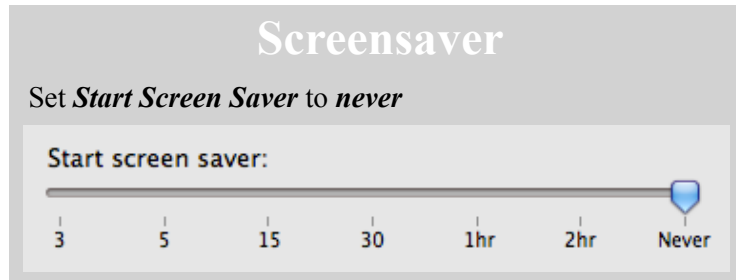 Screensaver
Set Start Screen Saver to never
Start screen saver:
3 5 15 30 1hr 2hr Never